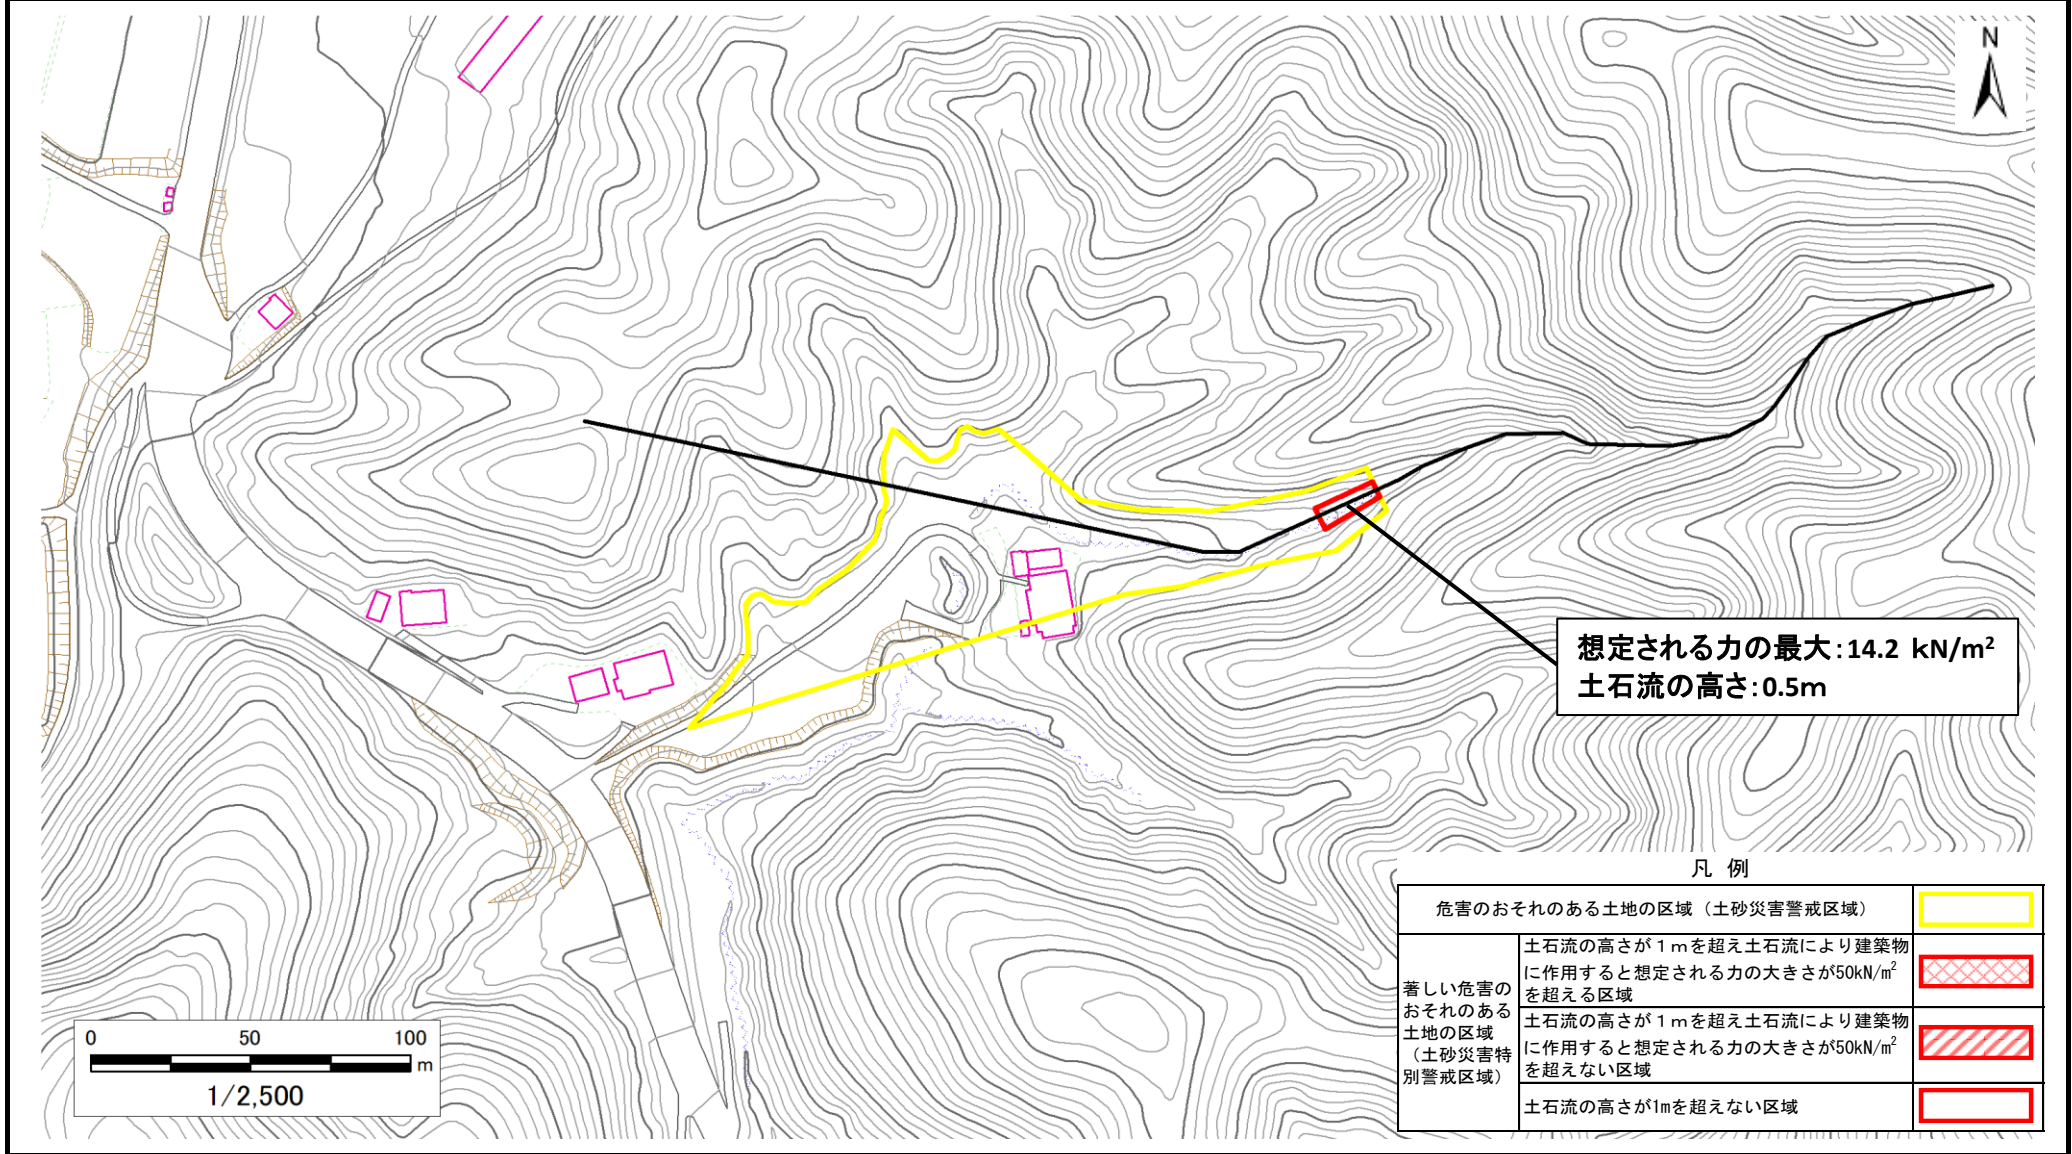 N
想定される力の最大:14.2 kN/m²
土石流の高さ:0.5m
凡 例
危害のおそれのある土地の区域(土砂災害警戒区域)
著しい危害の
おそれのある
土地の区域
(土砂災害特
別警戒区域)
土石流の高さが1mを超え土石流により建築物
に作用すると想定される力の大きさが50kN/m²
を超える区域
土石流の高さが1mを超え土石流により建築物
に作用すると想定される力の大きさが50kN/m²
を超えない区域
土石流の高さが1mを超えない区域
0 50 100
m
1/2,500